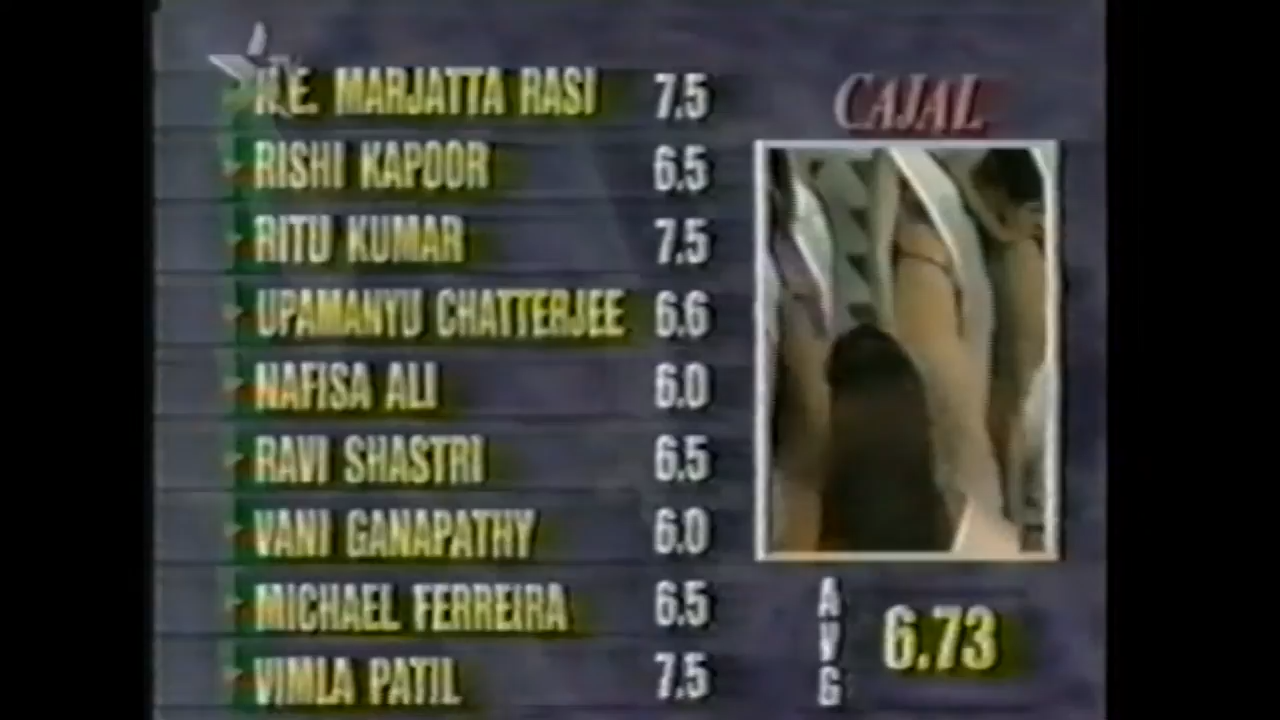 H.E. MARJATTA RASI 7.5
RISHI KAPOOR 6.5
RITU KUMAR 7.5
UPAMANYU CHATTERJEE 6.6
NAFISA ALI 6.0
RAVI SHASTRI 6.5
VANI GANAPATHY 6.0
MICHAEL FERREIRA 6.5
VIMLA PATIL 7.5
CAJAL
AVG 6.73